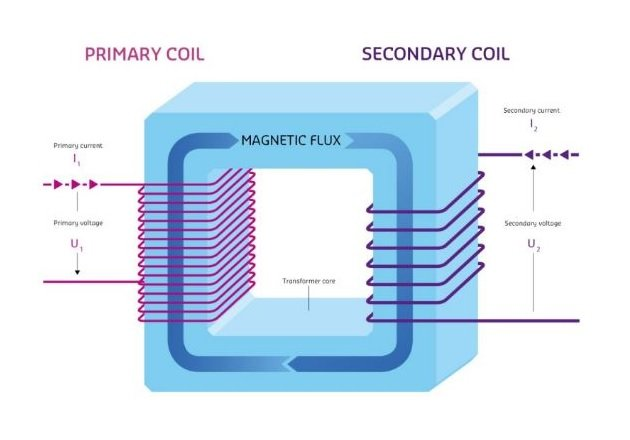 PRIMARY COIL
SECONDARY COIL
MAGNETIC FLUX
Primary current
I1
Primary voltage
U1
Transformer core
Secondary current
I2
Secondary voltage
U2